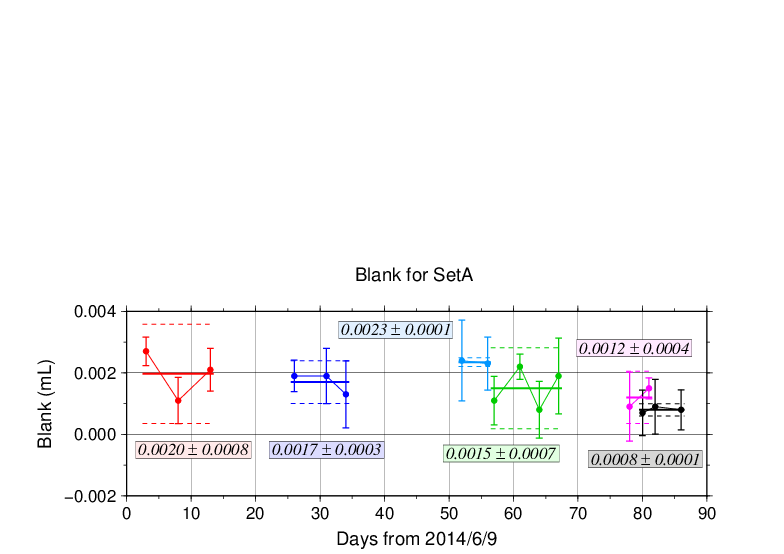 Blank for SetA
0.004
0.002
0.000
−0.002
Blank (mL)
0.0023 ± 0.0001
0.0012 ± 0.0004
0.0020 ± 0.0008
0.0017 ± 0.0003
0.0015 ± 0.0007
0.0008 ± 0.0001
0 10 20 30 40 50 60 70 80 90
Days from 2014/6/9